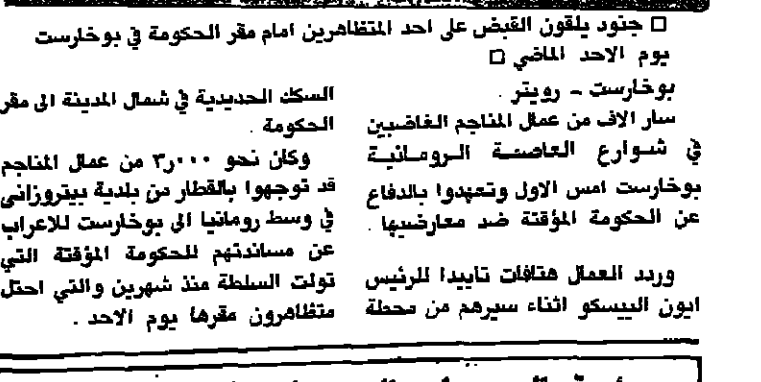 □ جنود يلقون القبض على احد المتظاهرين امام مقر الحكومة في بوخارست
يوم الاحد الماضي □
بوخارست - رويتر .
سار الاف من عمال المناجم الغاضبين
في شوارع العاصمة الرومانية
بوخارست امس الاول وتعهدوا بالدفاع
عن الحكومة المؤقتة ضد معارضيها .
وردد العمال هتافات تاييدا للرئيس
ايون الييسكو اثناء سيرهم من محطة
السكك الحديدية في شمال المدينة الى مقر
الحكومة .
وكان نحو ٣٫٠٠٠ من عمال المناجم
قد توجهوا بالقطار من بلدية بيتروزاني
في وسط رومانيا الى بوخارست للاعراب
عن مساندتهم للحكومة المؤقتة التي
تولت السلطة منذ شهرين والتي احتل
متظاهرون مقرها يوم الاحد .